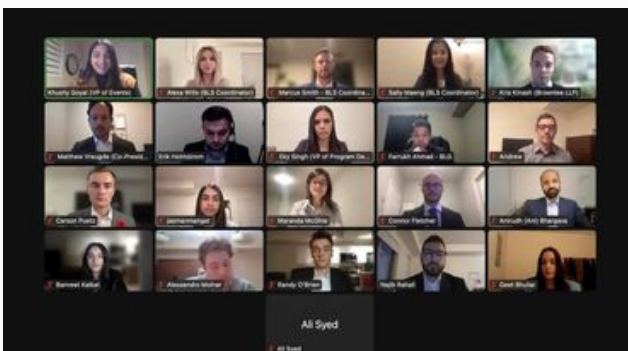 Khushy Goyal (VP of Events)
Alexa Wills (BLS Coordinator)
Marcus Smith - BLS Coordina...
Sally Maeng (BLS Coordinator)
Kris Kinash (Brownlee LLP)
Matthew (Co-Presid...
Erik Holmstrom
Sky Singh (VP of Program De...
Farrukh Ahmad - BLS
Andrew
Carson Puetz
Maranda McGhie
Connor Fletcher
Anirudh (Ani) Bhargava
Banveet Kalkat
Alessandro Molnar
Randy O'Brien
Najib Rahall
Geet Bhullar
Ali Syed
Ali Syed